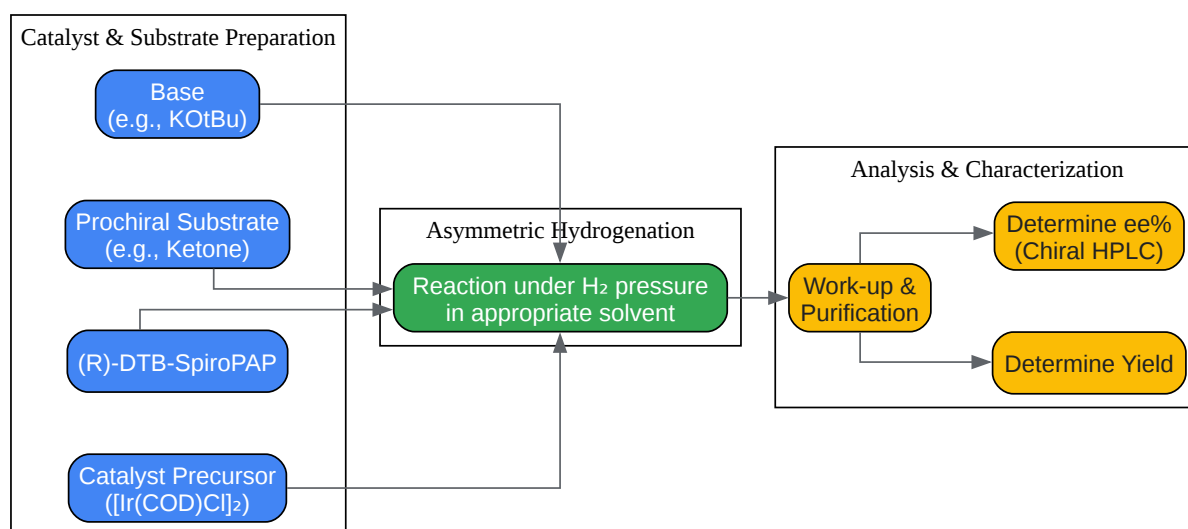 Catalyst & Substrate Preparation
Base
(e.g., KOtBu)
Prochiral Substrate
(e.g., Ketone)
(R)-DTB-SpiroPAP
Catalyst Precursor
([Ir(COD)Cl]₂)
Asymmetric Hydrogenation
Reaction under H₂ pressure
in appropriate solvent
Analysis & Characterization
Work-up &
Purification
Determine ee%
(Chiral HPLC)
Determine Yield